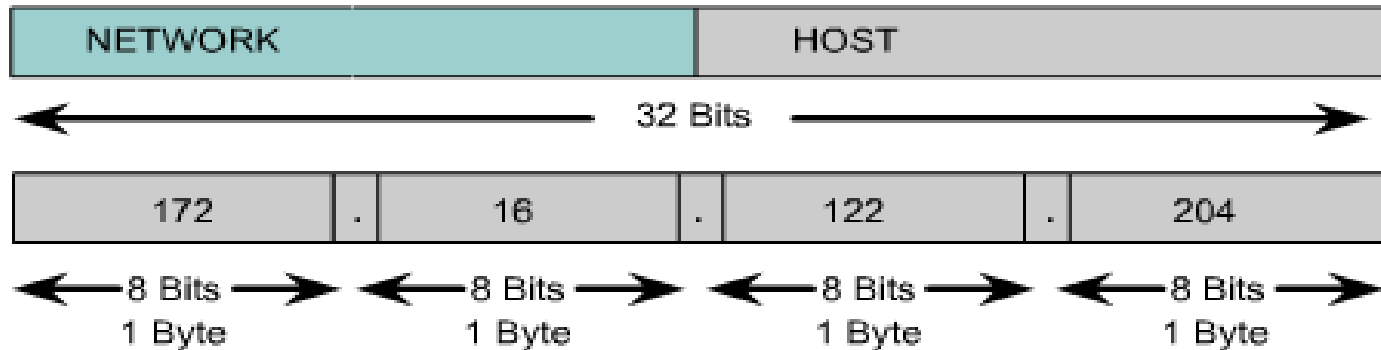 NETWORK HOST
32 Bits
172 . 16 . 122 . 204
8 Bits 8 Bits 8 Bits 8 Bits
1 Byte 1 Byte 1 Byte 1 Byte